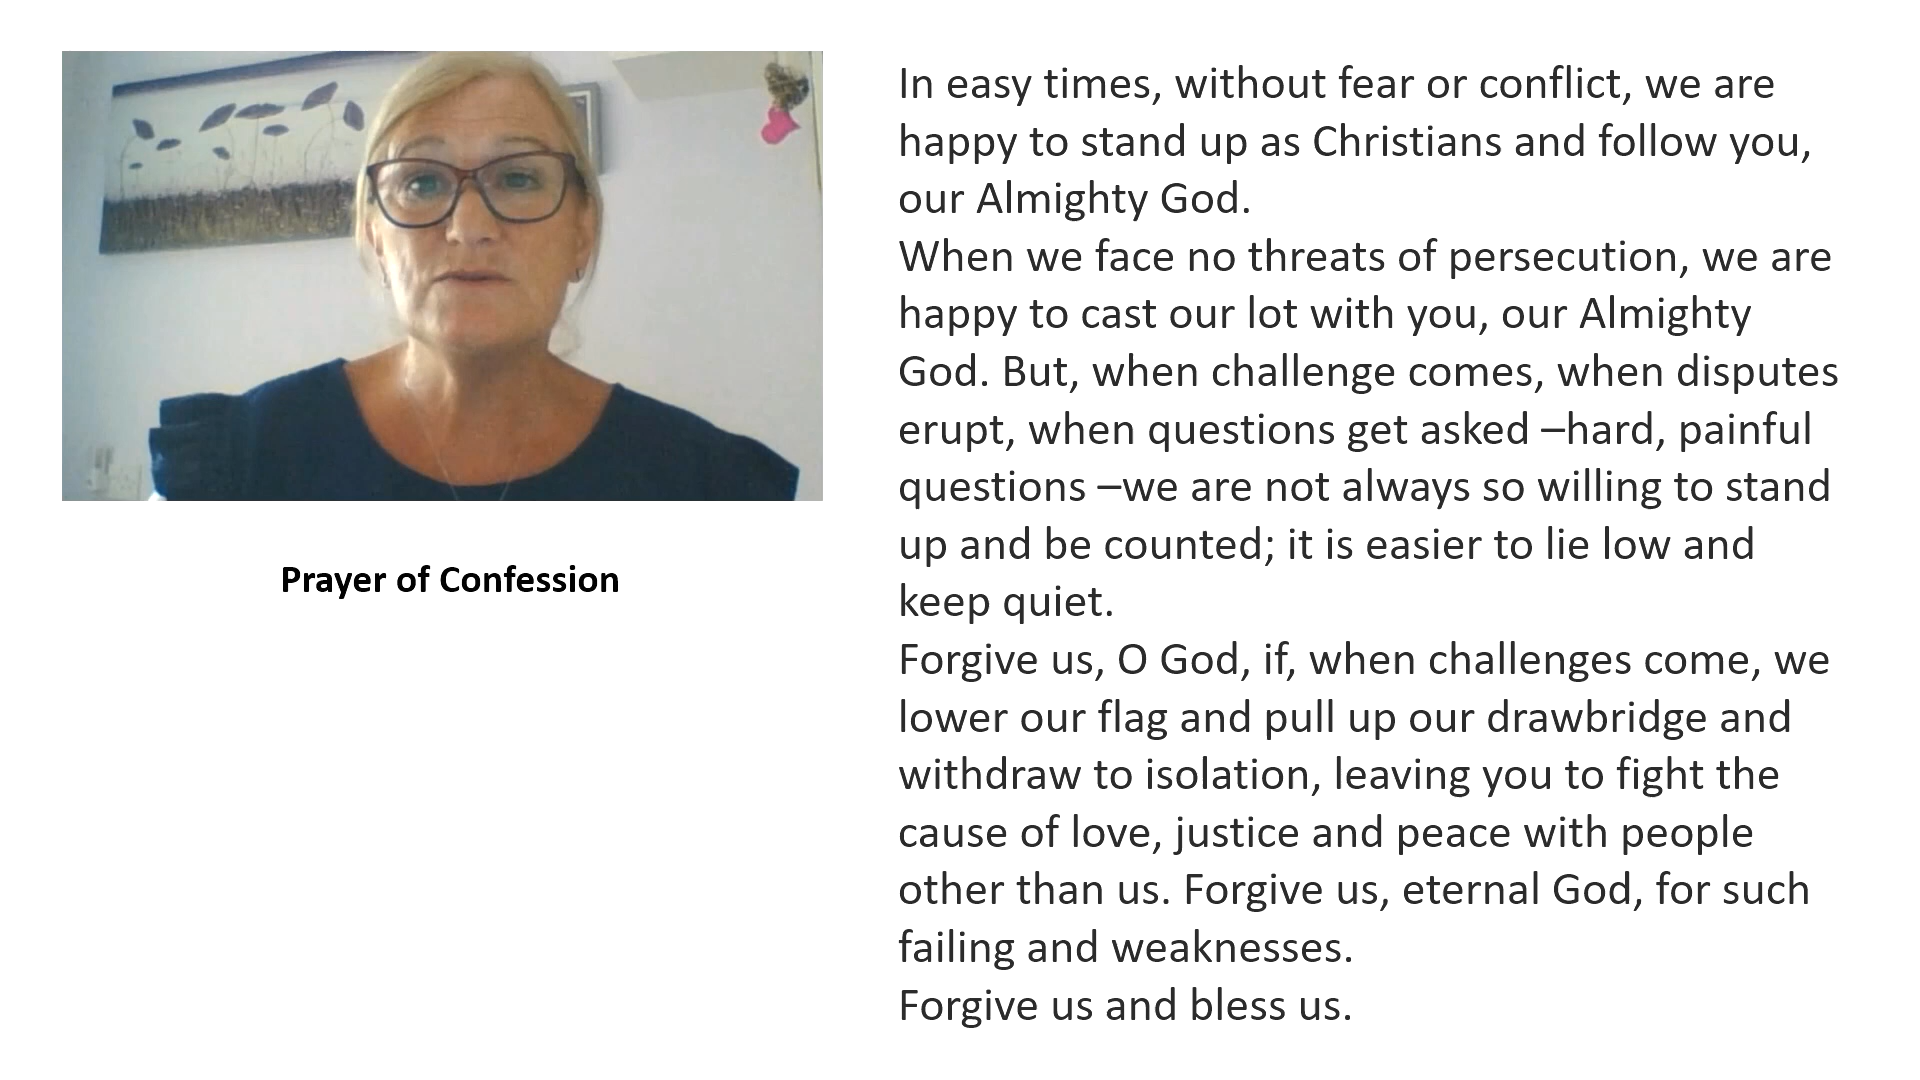 Prayer of Confession
In easy times, without fear or conflict, we are
happy to stand up as Christians and follow you,
our Almighty God.
When we face no threats of persecution, we are
happy to cast our lot with you, our Almighty
God. But, when challenge comes, when disputes
erupt, when questions get asked –hard, painful
questions –we are not always so willing to stand
up and be counted; it is easier to lie low and
keep quiet.
Forgive us, O God, if, when challenges come, we
lower our flag and pull up our drawbridge and
withdraw to isolation, leaving you to fight the
cause of love, justice and peace with people
other than us. Forgive us, eternal God, for such
failing and weaknesses.
Forgive us and bless us.